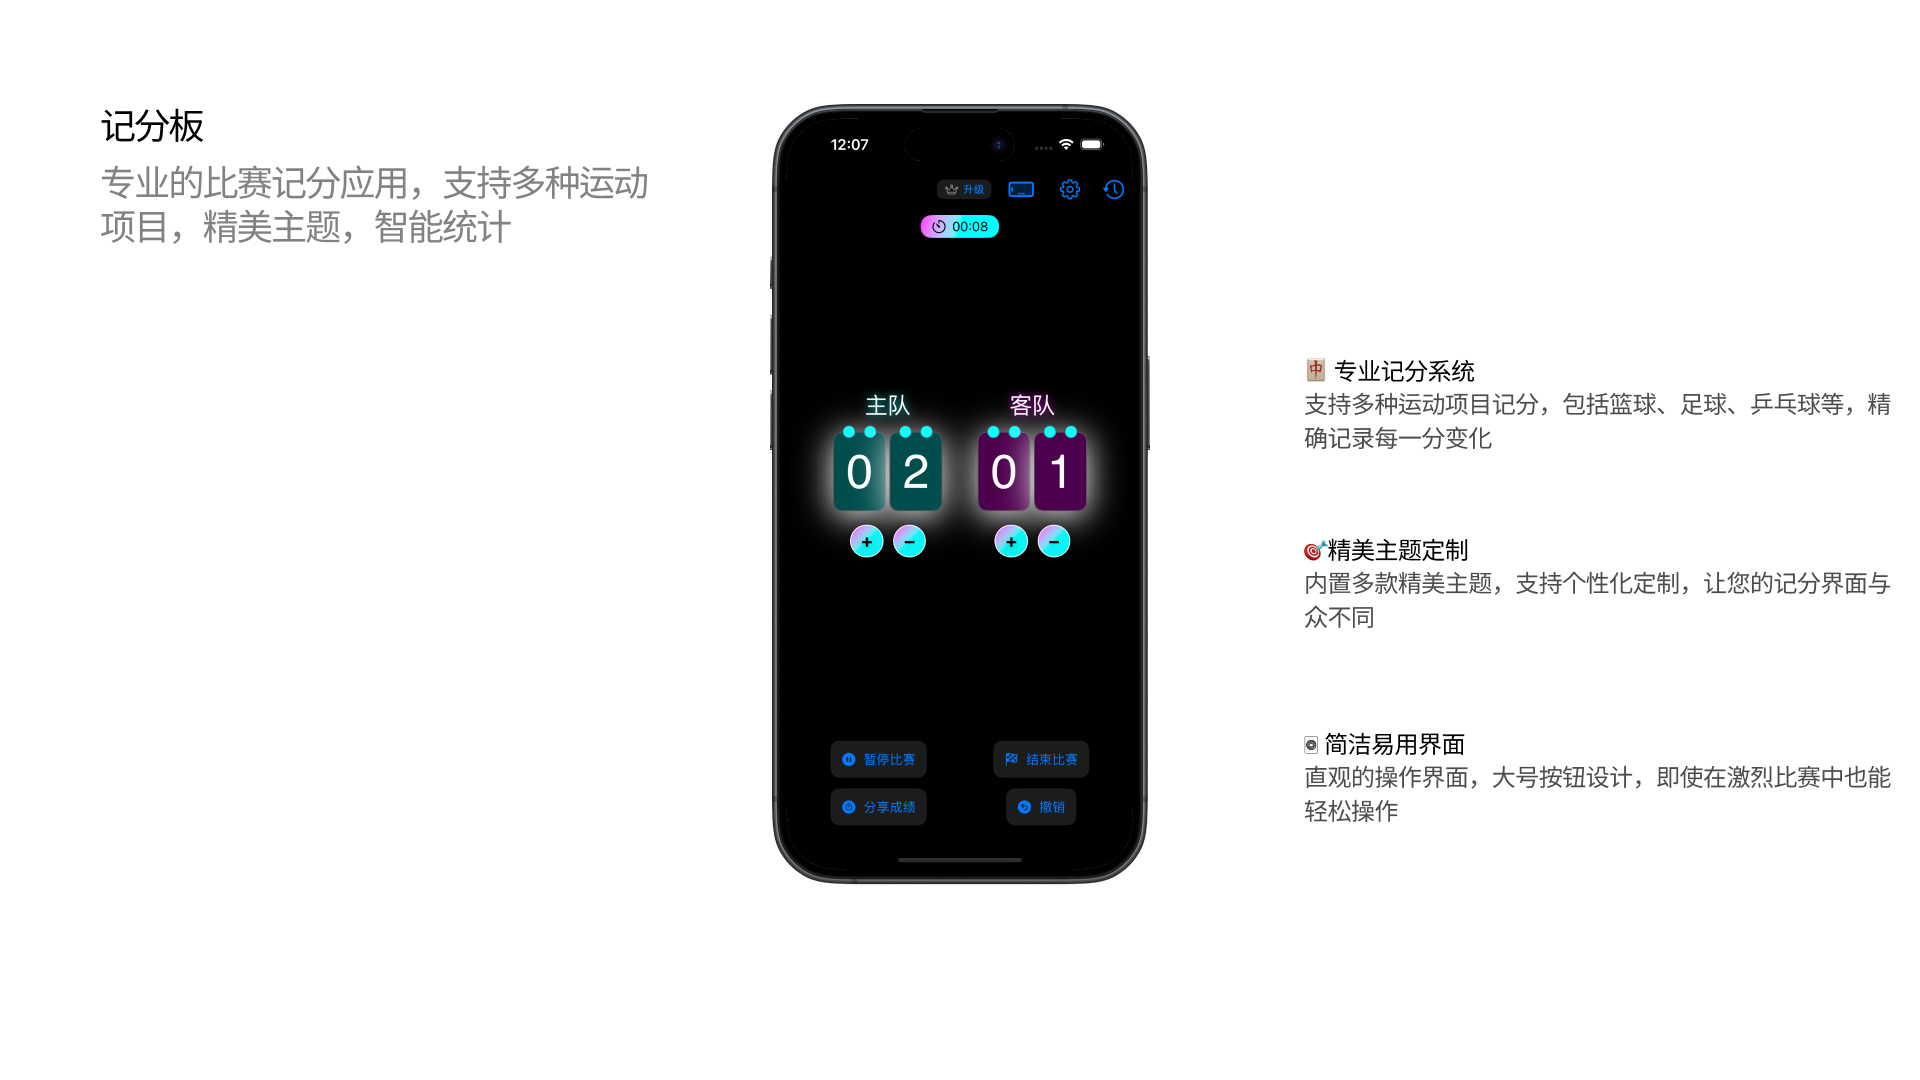 记分板
专业的比赛记分应用，支持多种运动
项目，精美主题，智能统计
12:07
升级
00:08
主队 客队
0 2 0 1
+ − + −
暂停比赛 结束比赛
分享成绩 撤销
🀄 专业记分系统
支持多种运动项目记分，包括篮球、足球、乒乓球等，精
确记录每一分变化
🎯精美主题定制
内置多款精美主题，支持个性化定制，让您的记分界面与
众不同
🀙 简洁易用界面
直观的操作界面，大号按钮设计，即使在激烈比赛中也能
轻松操作